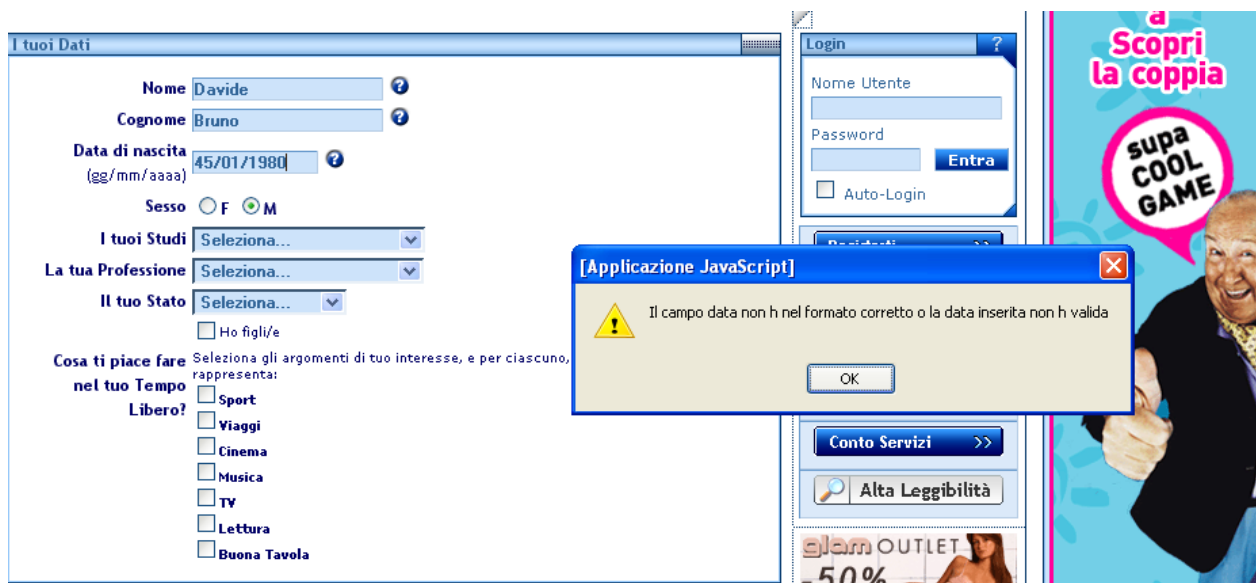 I tuoi Dati
Nome Davide
Cognome Bruno
Data di nascita 45/01/1980
(gg/mm/aaaa)
Sesso F M
I tuoi Studi Seleziona...
La tua Professione Seleziona...
Il tuo Stato Seleziona...
Ho figli/e
Cosa ti piace fare nel tuo Tempo Libero?
Seleziona gli argomenti di tuo interesse, e per ciascuno,
rappresenta:
Sport
Viaggi
Cinema
Musica
TV
Lettura
Buona Tavola
Login ?
Nome Utente
Password
Entra
Auto-Login
[Applicazione JavaScript]
Il campo data non h nel formato corretto o la data inserita non h valida
OK
Conto Servizi >>
Alta Leggibilità
glam OUTLET
-50%
a
Scopri
la coppia
supa
COOL
GAME